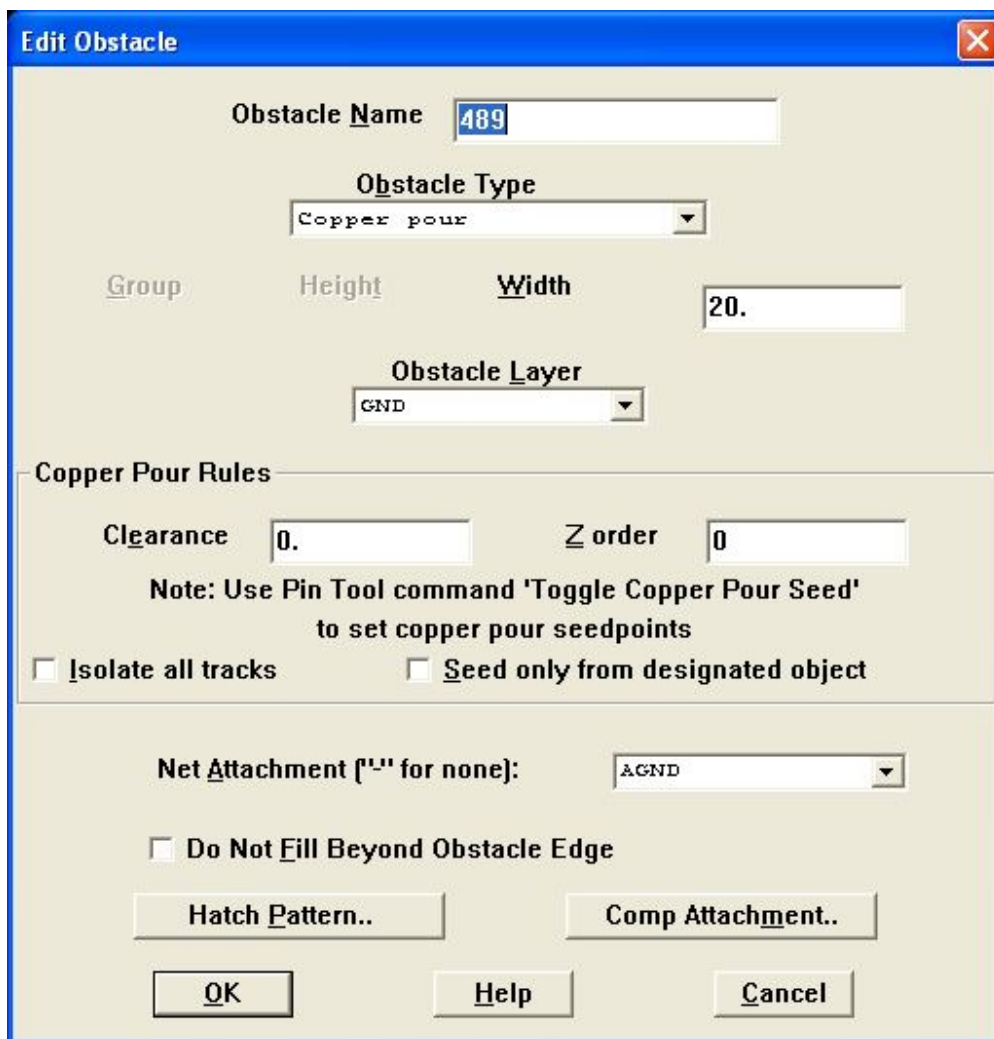 Edit Obstacle
Obstacle Name 489
Obstacle Type
Copper pour
Group Height Width 20.
Obstacle Layer
GND
Copper Pour Rules
Clearance 0. Z order 0
Note: Use Pin Tool command 'Toggle Copper Pour Seed'
to set copper pour seedpoints
Isolate all tracks Seed only from designated object
Net Attachment ("-" for none): AGND
Do Not Fill Beyond Obstacle Edge
Hatch Pattern.. Comp Attachment..
OK Help Cancel